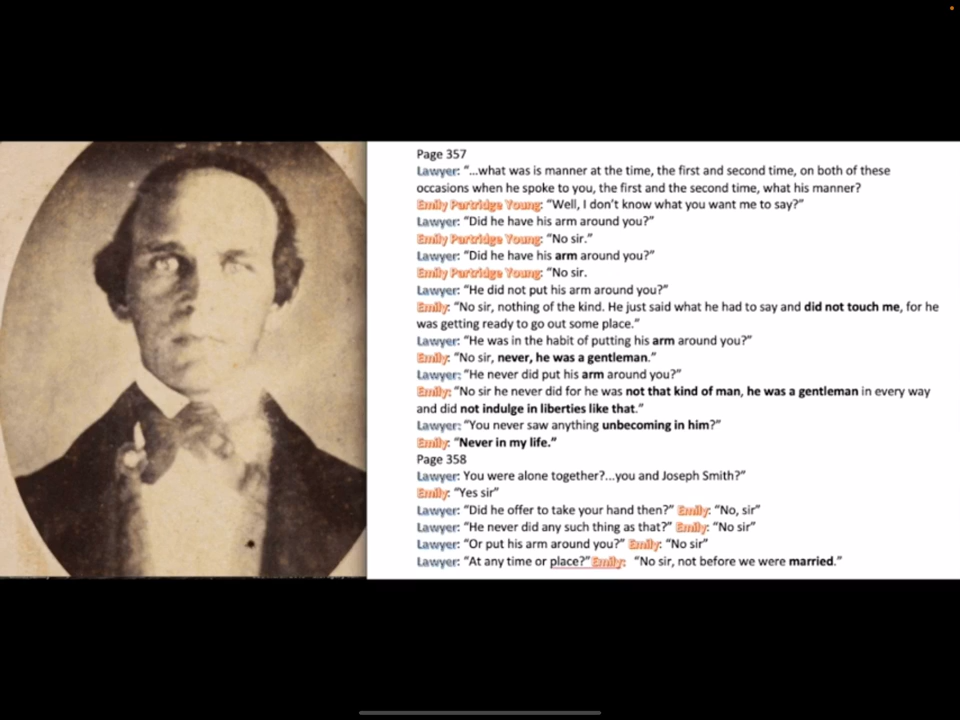 Page 357
Lawyer: “…what was is manner at the time, the first and second time, on both of these
occasions when he spoke to you, the first and the second time, what his manner?
Emily Partridge Young: “Well, I don’t know what you want me to say?”
Lawyer: “Did he have his arm around you?”
Emily Partridge Young: “No sir.”
Lawyer: “Did he have his arm around you?”
Emily Partridge Young: “No sir.
Lawyer: “He did not put his arm around you?”
Emily: “No sir, nothing of the kind. He just said what he had to say and did not touch me, for he
was getting ready to go out some place.”
Lawyer: “He was in the habit of putting his arm around you?”
Emily: “No sir, never, he was a gentleman.”
Lawyer: “He never did put his arm around you?”
Emily: “No sir he never did for he was not that kind of man, he was a gentleman in every way
and did not indulge in liberties like that.”
Lawyer: “You never saw anything unbecoming in him?”
Emily: “Never in my life.”
Page 358
Lawyer: You were alone together?...you and Joseph Smith?”
Emily: “Yes sir”
Lawyer: “Did he offer to take your hand then?” Emily: “No, sir”
Lawyer: “He never did any such thing as that?” Emily: “No sir”
Lawyer: “Or put his arm around you?” Emily: “No sir”
Lawyer: “At any time or place?” Emily: “No sir, not before we were married.”